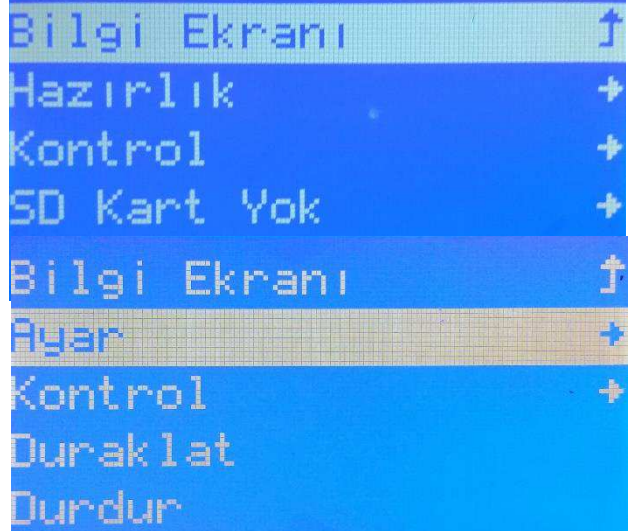 Bilgi Ekranı
Hazırlık
Kontrol
SD Kart Yok
Bilgi Ekranı
Ayar
Kontrol
Duraklat
Durdur